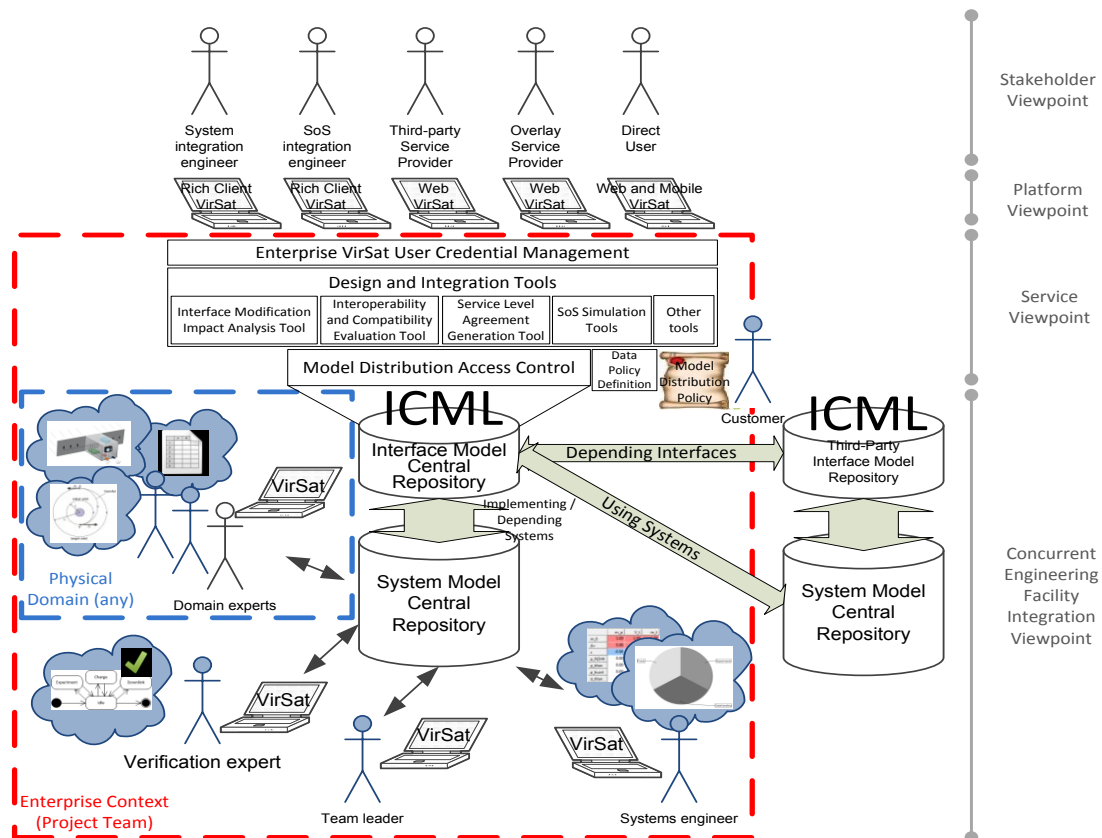 System
integration
engineer
SoS
integration
engineer
Third-party
Service
Provider
Overlay
Service
Provider
Direct
User
Stakeholder
Viewpoint
Rich Client
VirSat
Rich Client
VirSat
Web
VirSat
Web
VirSat
Web and Mobile
VirSat
Platform
Viewpoint
Enterprise VirSat User Credential Management
Design and Integration Tools
Interface Modification
Impact Analysis Tool
Interoperability
and Compatibility
Evaluation Tool
Service Level
Agreement
Generation Tool
SoS Simulation
Tools
Other
tools
Service
Viewpoint
Model Distribution Access Control
Data
Policy
Definition
Model
Distribution
Policy
Customer
ICML
Interface Model
Central
Repository
Depending Interfaces
ICML
Third-Party
Interface Model
Repository
VirSat
Implementing /
Depending
Systems
Using Systems
Physical
Domain (any)
Domain experts
System Model
Central
Repository
System Model
Central
Repository
Concurrent
Engineering
Facility
Integration
Viewpoint
Experiment
Charge
Downlink
Idle
VirSat
Verification expert
VirSat
Team leader
VirSat
Systems engineer
Enterprise Context
(Project Team)